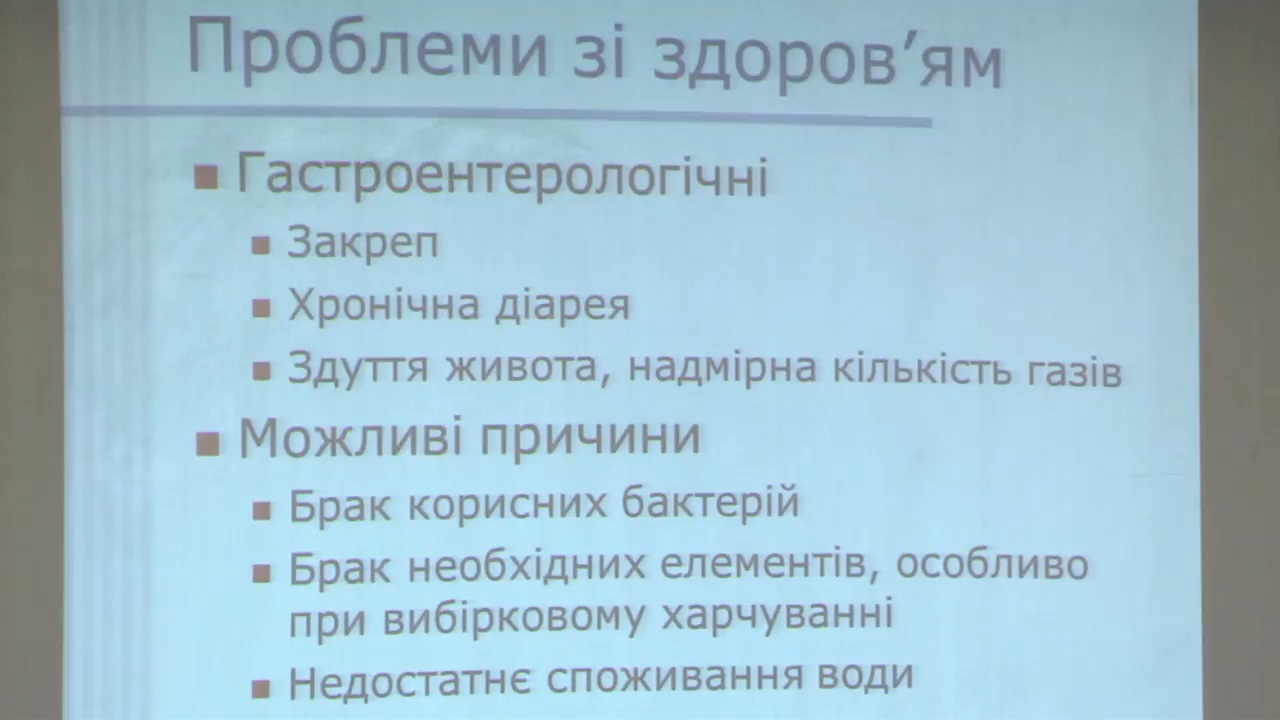 Проблеми зі здоров’ям
Гастроентерологічні
Закреп
Хронічна діарея
Здуття живота, надмірна кількість газів
Можливі причини
Брак корисних бактерій
Брак необхідних елементів, особливо
при вибірковому харчуванні
Недостатнє споживання води